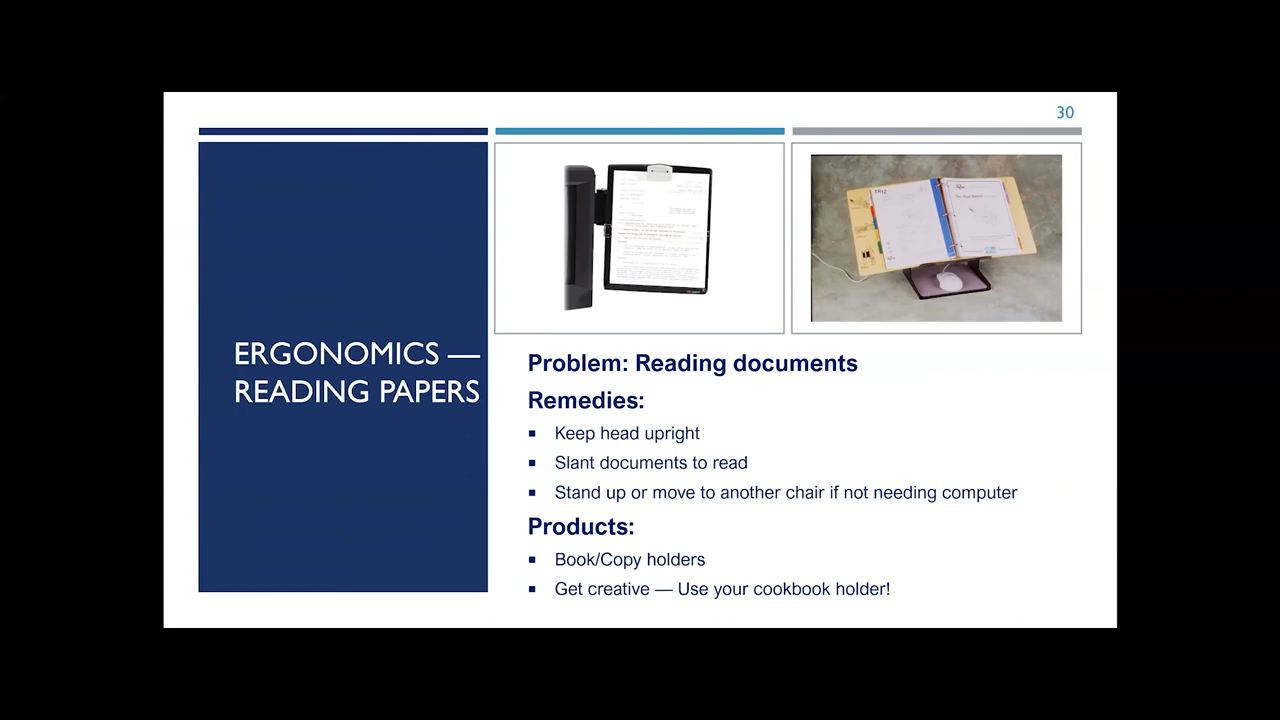 30
ERGONOMICS —
READING PAPERS
Problem: Reading documents
Remedies:
▪ Keep head upright
▪ Slant documents to read
▪ Stand up or move to another chair if not needing computer
Products:
▪ Book/Copy holders
▪ Get creative — Use your cookbook holder!